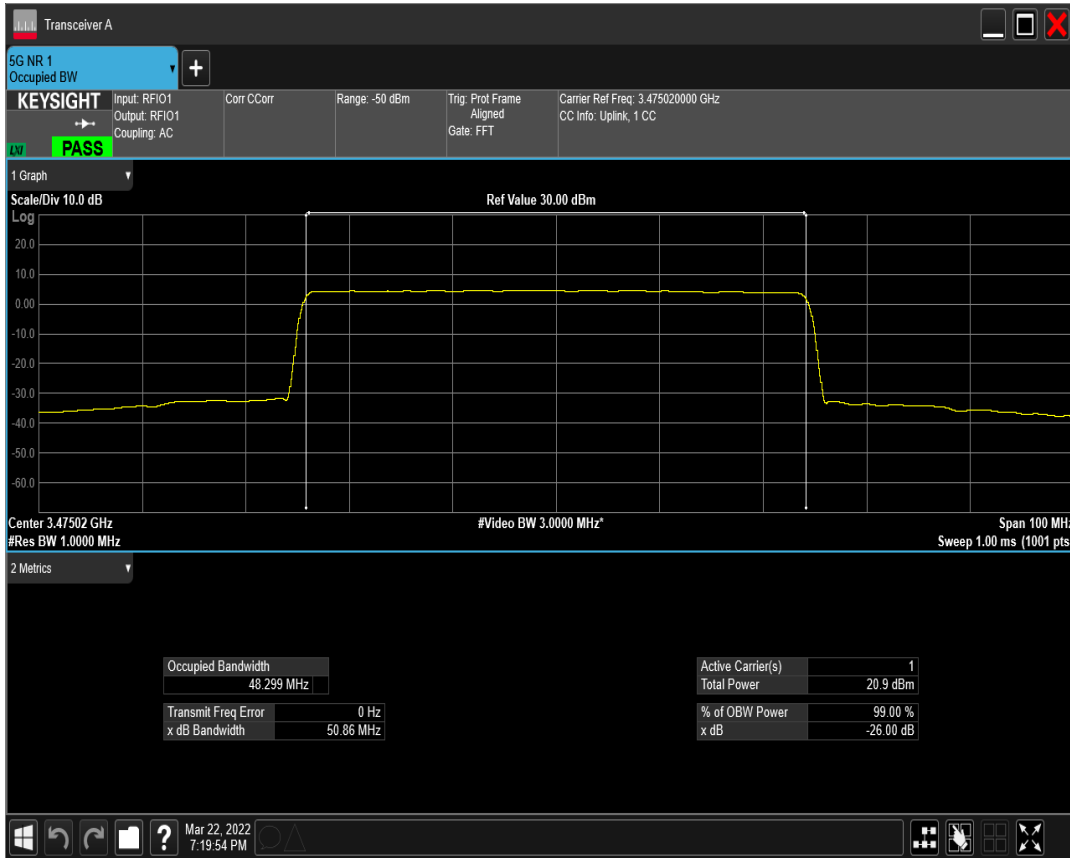 Transceiver A
5G NR 1
Occupied BW
+
KEYSIGHT
LXI
PASS
Input: RFIO1
Output: RFIO1
Coupling: AC
Corr CCorr
Range: -50 dBm
Trig: Prot Frame
Aligned
Gate: FFT
Carrier Ref Freq: 3.475020000 GHz
CC Info: Uplink, 1 CC
1 Graph
Scale/Div 10.0 dB
Ref Value 30.00 dBm
Log
20.0
10.0
0.00
-10.0
-20.0
-30.0
-40.0
-50.0
-60.0
Center 3.47502 GHz
#Video BW 3.0000 MHz*
Span 100 MHz
#Res BW 1.0000 MHz
Sweep 1.00 ms (1001 pts
2 Metrics
Occupied Bandwidth
48.299 MHz
Transmit Freq Error 0 Hz
x dB Bandwidth 50.86 MHz
Active Carrier(s) 1
Total Power 20.9 dBm
% of OBW Power 99.00 %
x dB -26.00 dB
?
Mar 22, 2022
7:19:54 PM